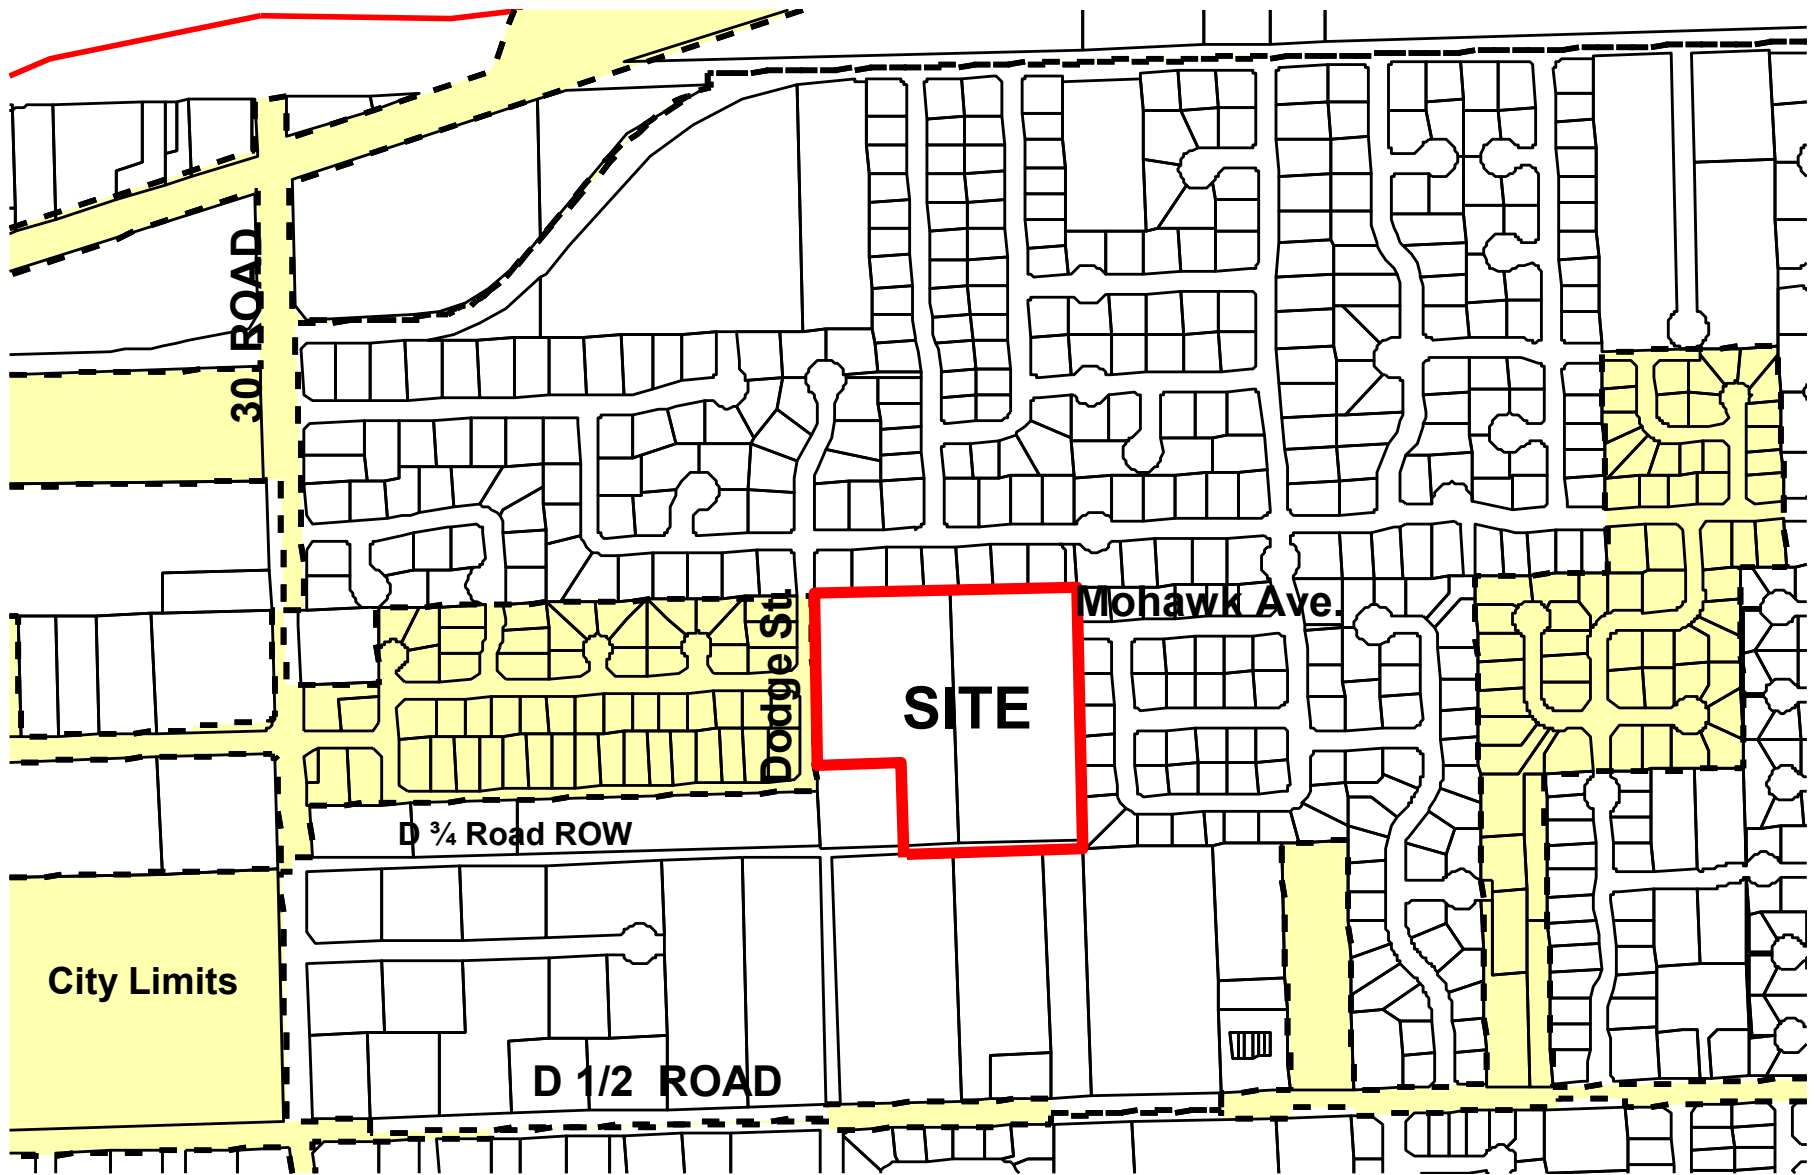 30 ROAD
Mohawk Ave.
Dodge St.
SITE
D ¾ Road ROW
City Limits
D 1/2 ROAD